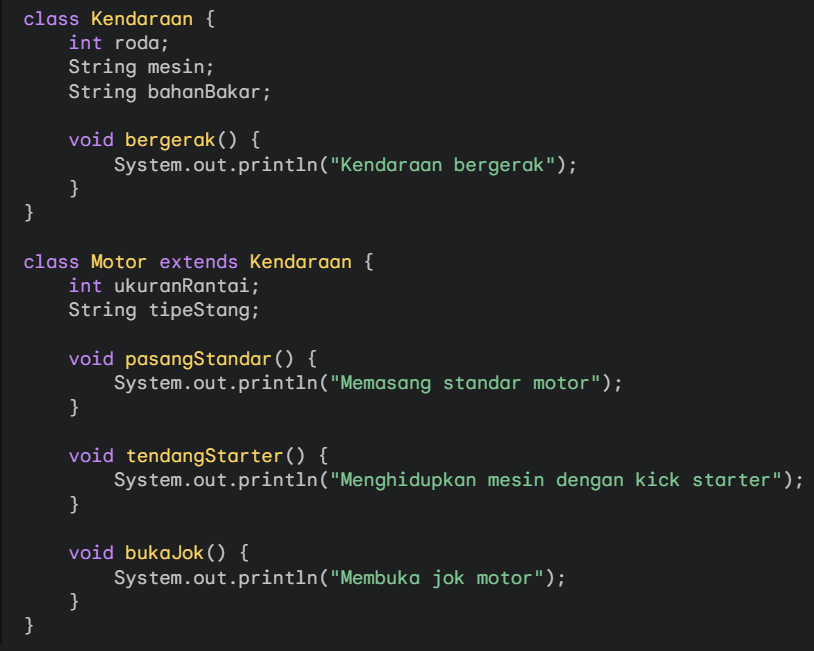 class Kendaraan {
    int roda;
    String mesin;
    String bahanBakar;

    void bergerak() {
        System.out.println("Kendaraan bergerak");
    }
}

class Motor extends Kendaraan {
    int ukuranRantai;
    String tipeStang;

    void pasangStandar() {
        System.out.println("Memasang standar motor");
    }

    void tendangStarter() {
        System.out.println("Menghidupkan mesin dengan kick starter");
    }

    void bukaJok() {
        System.out.println("Membuka jok motor");
    }
}